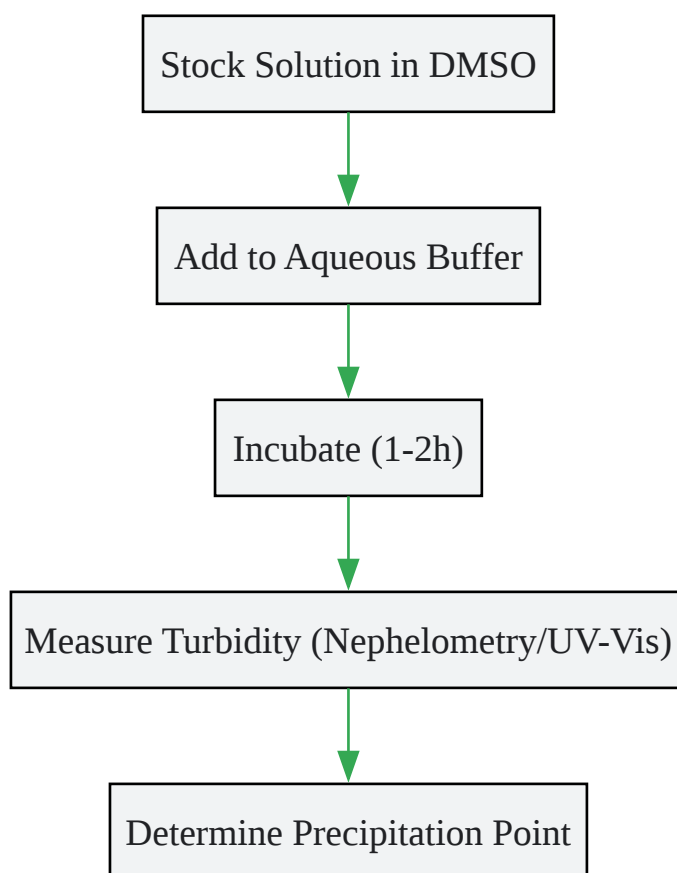 Stock Solution in DMSO
Add to Aqueous Buffer
Incubate (1-2h)
Measure Turbidity (Nephelometry/UV-Vis)
Determine Precipitation Point